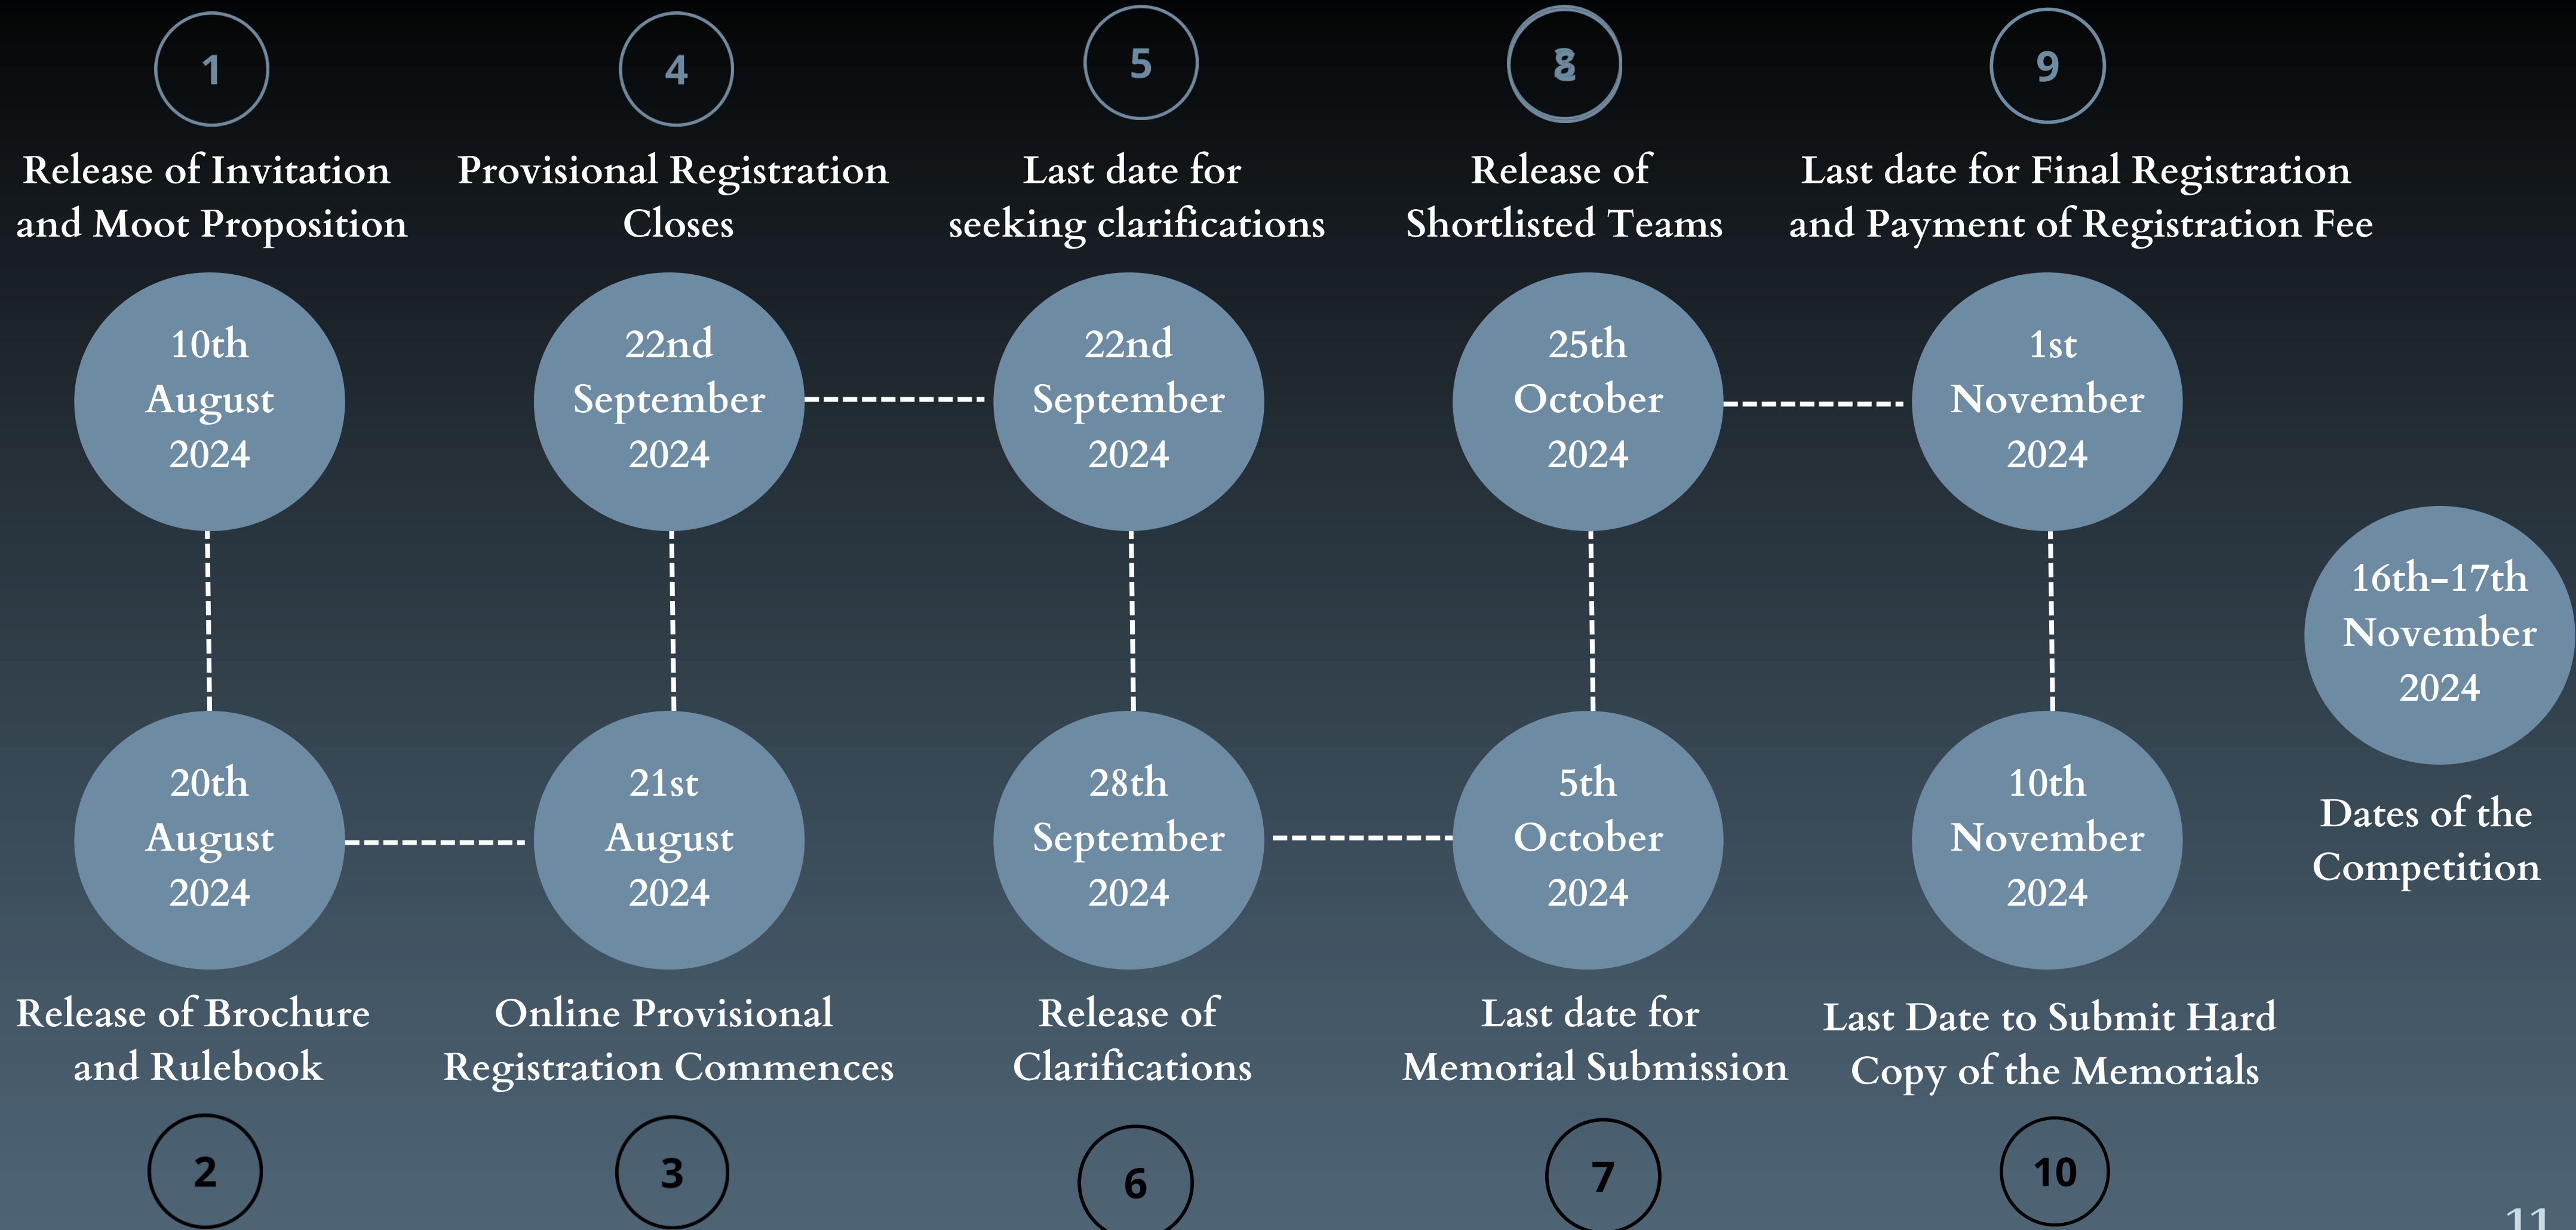 1
Release of Invitation
and Moot Proposition
10th
August
2024
20th
August
2024
Release of Brochure
and Rulebook
2
4
Provisional Registration
Closes
22nd
September
2024
21st
August
2024
Online Provisional
Registration Commences
3
5
Last date for
seeking clarifications
22nd
September
2024
28th
September
2024
Release of
Clarifications
6
8
Release of
Shortlisted Teams
25th
October
2024
5th
October
2024
Last date for
Memorial Submission
7
9
Last date for Final Registration
and Payment of Registration Fee
1st
November
2024
10th
November
2024
Last Date to Submit Hard
Copy of the Memorials
10
16th-17th
November
2024
Dates of the
Competition
11